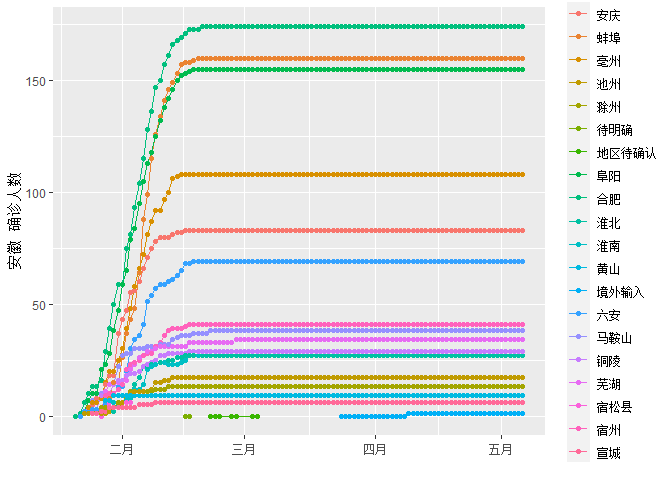 安徽 确诊人数
150
100
50
0
二月
三月
四月
五月
安庆
蚌埠
亳州
池州
滁州
待明确
地区待确认
阜阳
合肥
淮北
淮南
黄山
境外输入
六安
马鞍山
铜陵
芜湖
宿松县
宿州
宣城